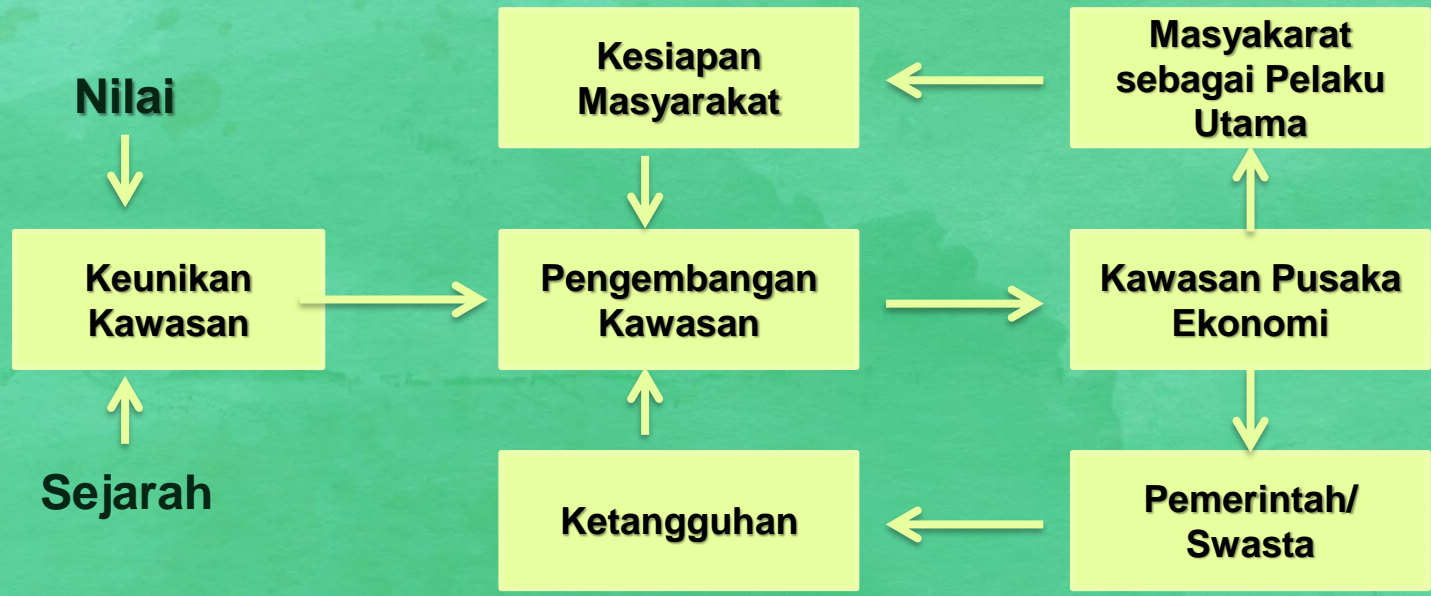 Nilai
Kesiapan
Masyarakat
Masyakarat
sebagai Pelaku
Utama
Keunikan
Kawasan
Pengembangan
Kawasan
Kawasan Pusaka
Ekonomi
Sejarah
Ketangguhan
Pemerintah/
Swasta